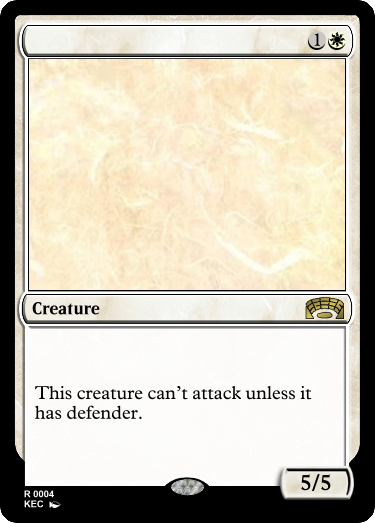 1
Creature
This creature can't attack unless it
has defender.
5/5
R 0004
KEC